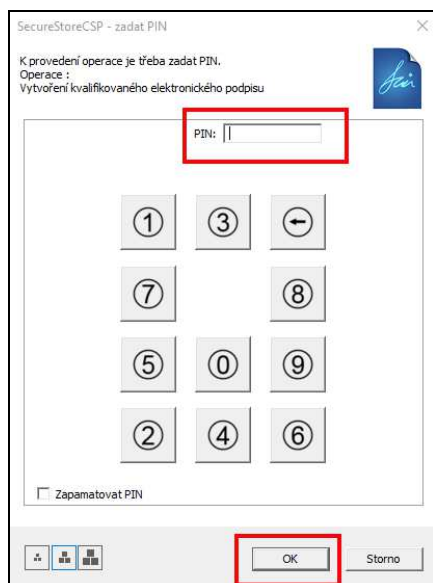 SecureStoreCSP - zadat PIN
K provedení operace je třeba zadat PIN.
Operace :
Vytvoření kvalifikovaného elektronického podpisu
PIN:
1 3
7 8
5 0 9
2 4 6
Zapamatovat PIN
OK Storno